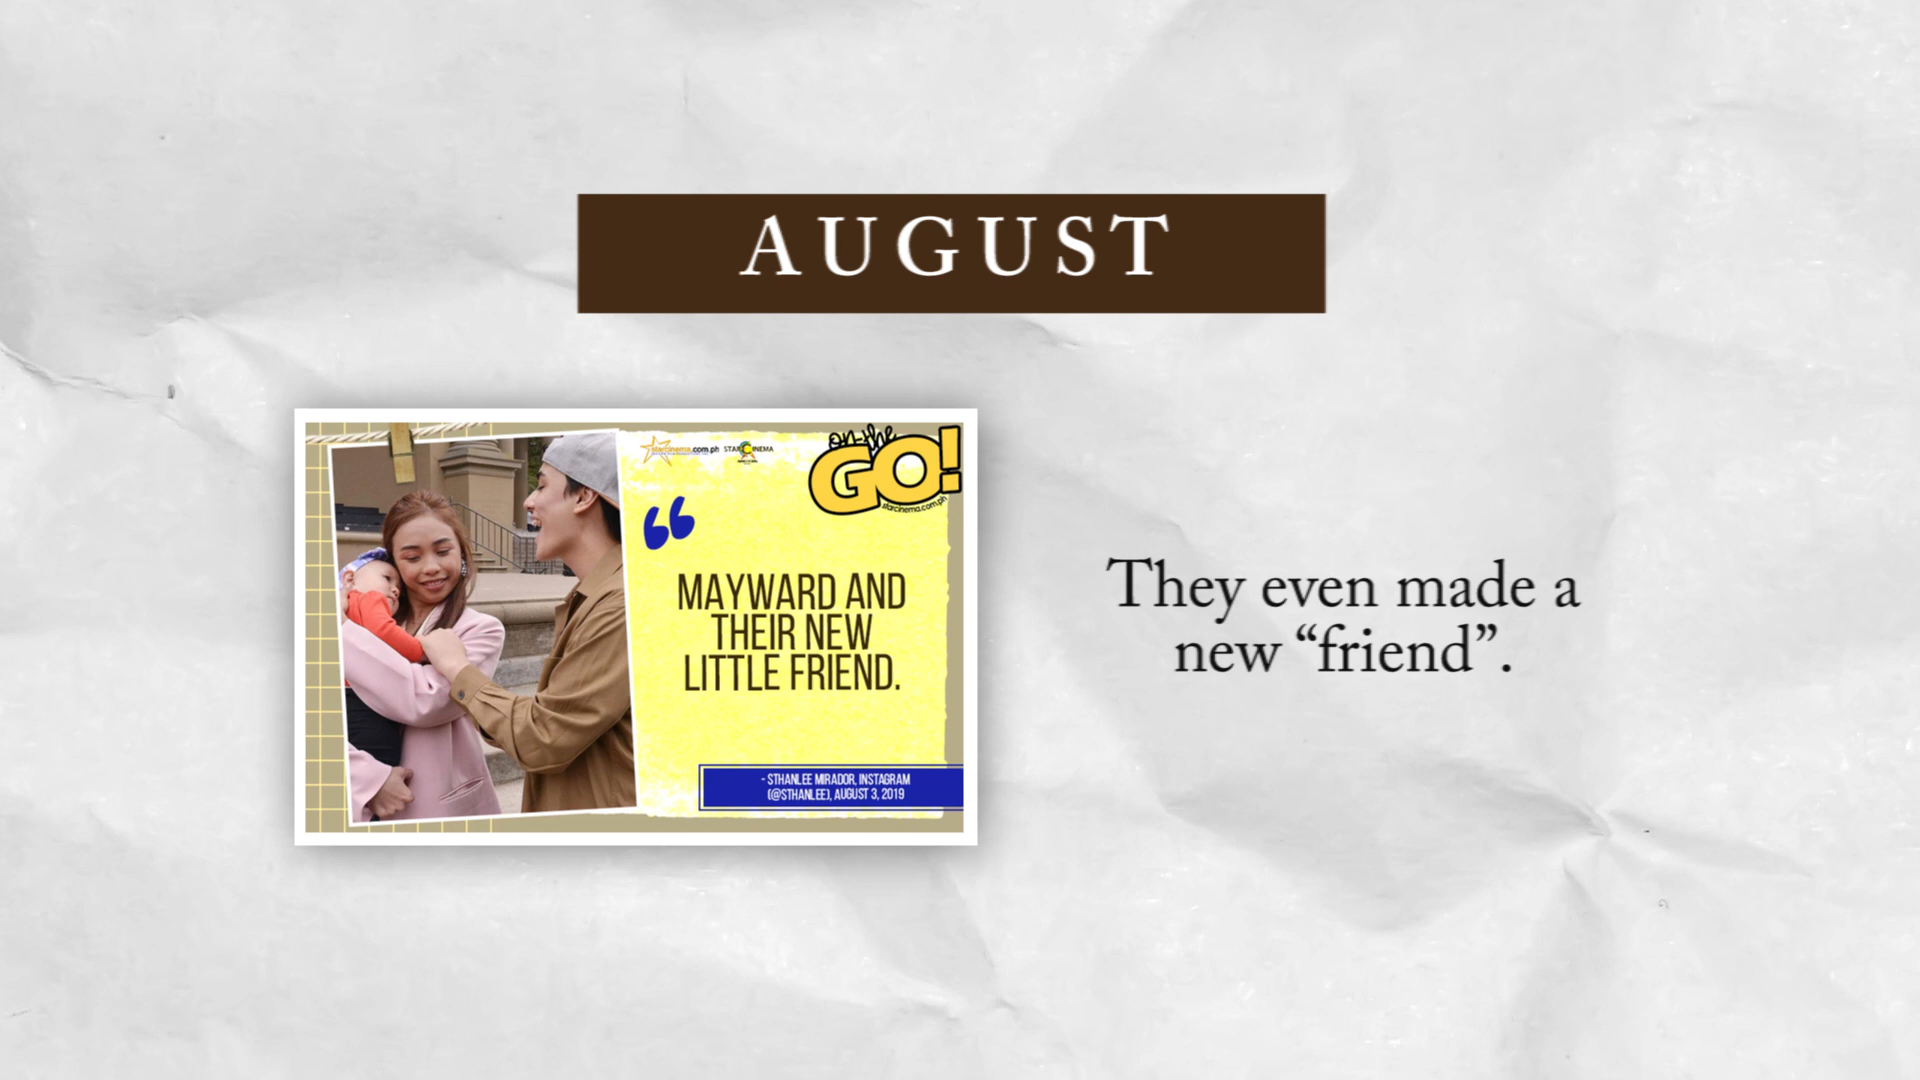 AUGUST
starcinema.com.ph STAR CINEMA
on-the
GO!
starcinema.com.ph
“
MAYWARD AND
THEIR NEW
LITTLE FRIEND.
- STHANLEE MIRADOR, INSTAGRAM
(@STHANLEE), AUGUST 3, 2019
They even made a
new “friend”.